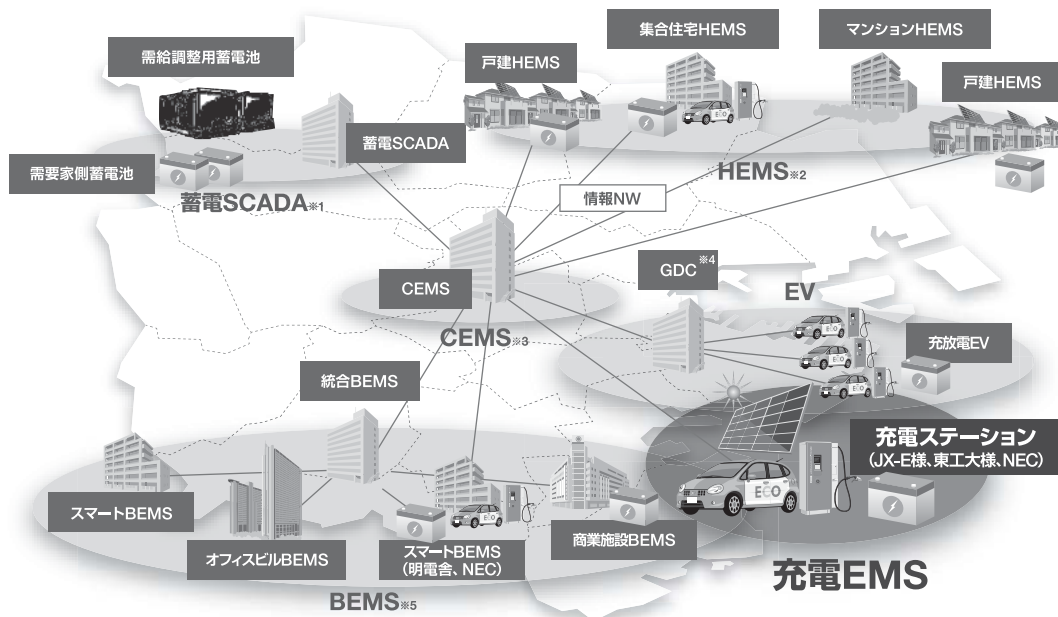 需給調整用蓄電池
蓄電SCADA
需要家側蓄電池
蓄電SCADA※1
戸建HEMS
集合住宅HEMS
マンションHEMS
戸建HEMS
HEMS※2
情報NW
CEMS
CEMS※3
GDC※4
EV
充放電EV
ECO
ECO
ECO
ECO
充電ステーション
(JX-E様、東工大様、NEC)
ECO
充電EMS
統合BEMS
スマートBEMS
オフィスビルBEMS
ECO
スマートBEMS
(明電舎、NEC)
商業施設BEMS
BEMS※5